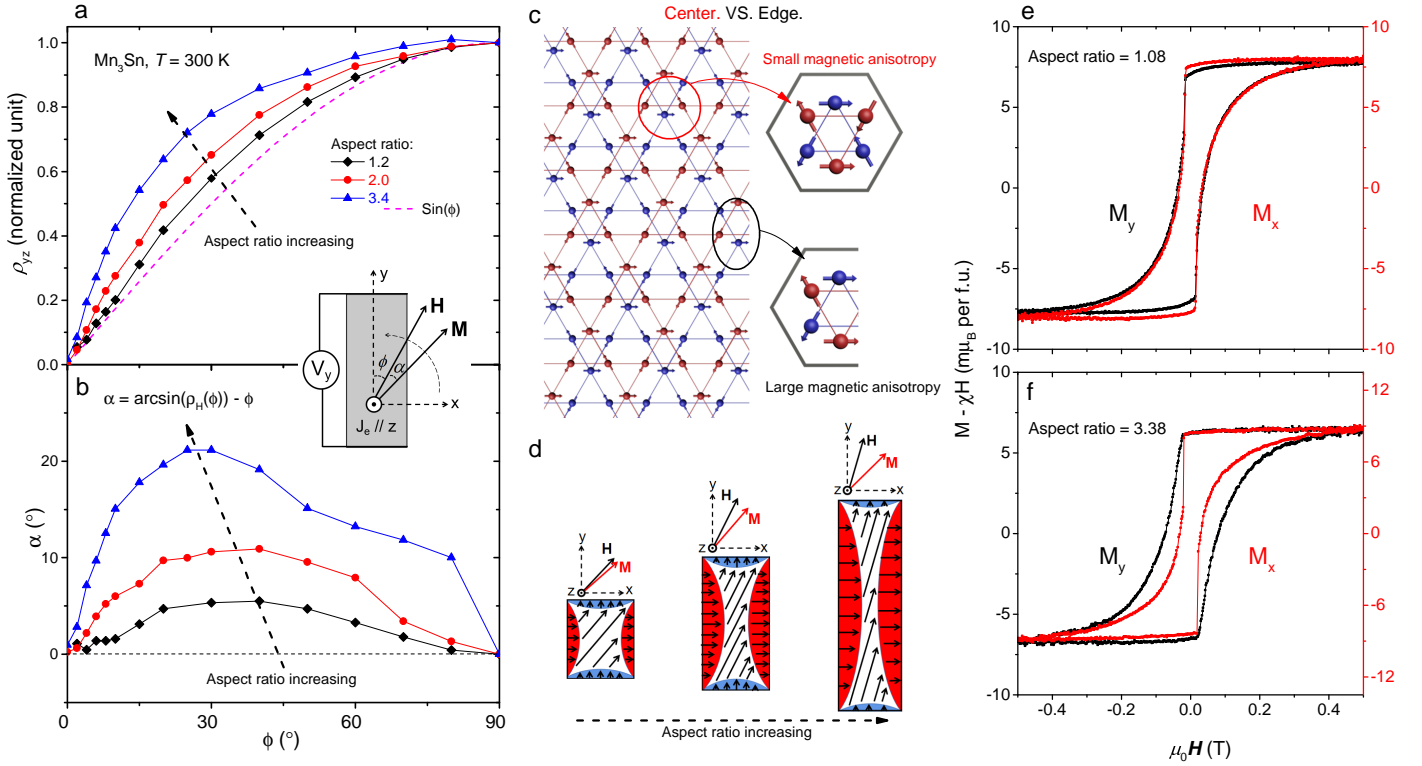 a
1.0
0.8
0.6
0.4
0.2
0.0
ρyz (normalized unit)
Mn3Sn, T = 300 K
Aspect ratio:
1.2
2.0
3.4
Sin(ϕ)
Aspect ratio increasing
y
H
M
ϕ
α
x
Vy
Je // z
b
α = arcsin(ρH(ϕ)) - ϕ
20
10
0
α (°)
Aspect ratio increasing
0
30
60
90
ϕ (°)
c
Center. VS. Edge.
Small magnetic anisotropy
Large magnetic anisotropy
d
y
H
M
z
x
y
H
M
z
x
y
H
M
z
x
Aspect ratio increasing
e
Aspect ratio = 1.08
My
Mx
10
5
0
-5
-10
8
4
0
-4
-8
M - χH (mμB per f.u.)
f
Aspect ratio = 3.38
My
Mx
10
5
0
-5
-10
12
6
0
-6
-12
-0.4
-0.2
0.0
0.2
0.4
μ0H (T)